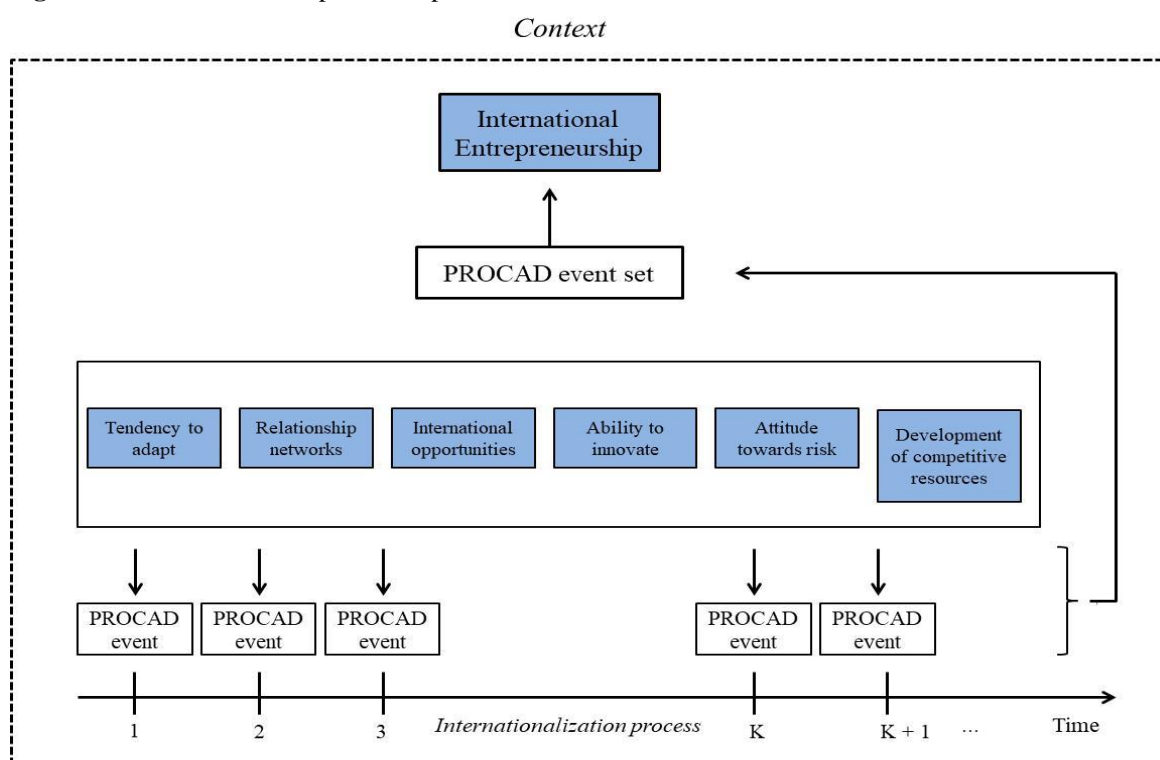 Context
International
Entrepreneurship
PROCAD event set
Tendency to
adapt
Relationship
networks
International
opportunities
Ability to
innovate
Attitude
towards risk
Development
of competitive
resources
PROCAD
event
PROCAD
event
PROCAD
event
PROCAD
event
PROCAD
event
1
2
3
Internationalization process
K
K + 1
...
Time